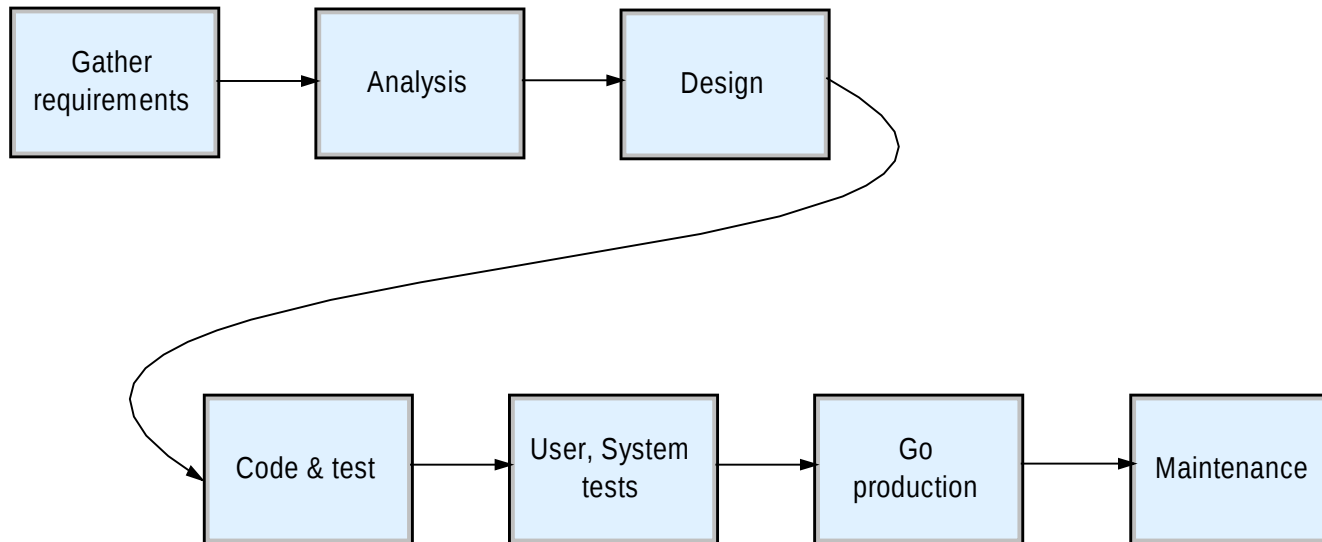 Gather
requirements
Analysis
Design
Code & test
User, System
tests
Go
production
Maintenance